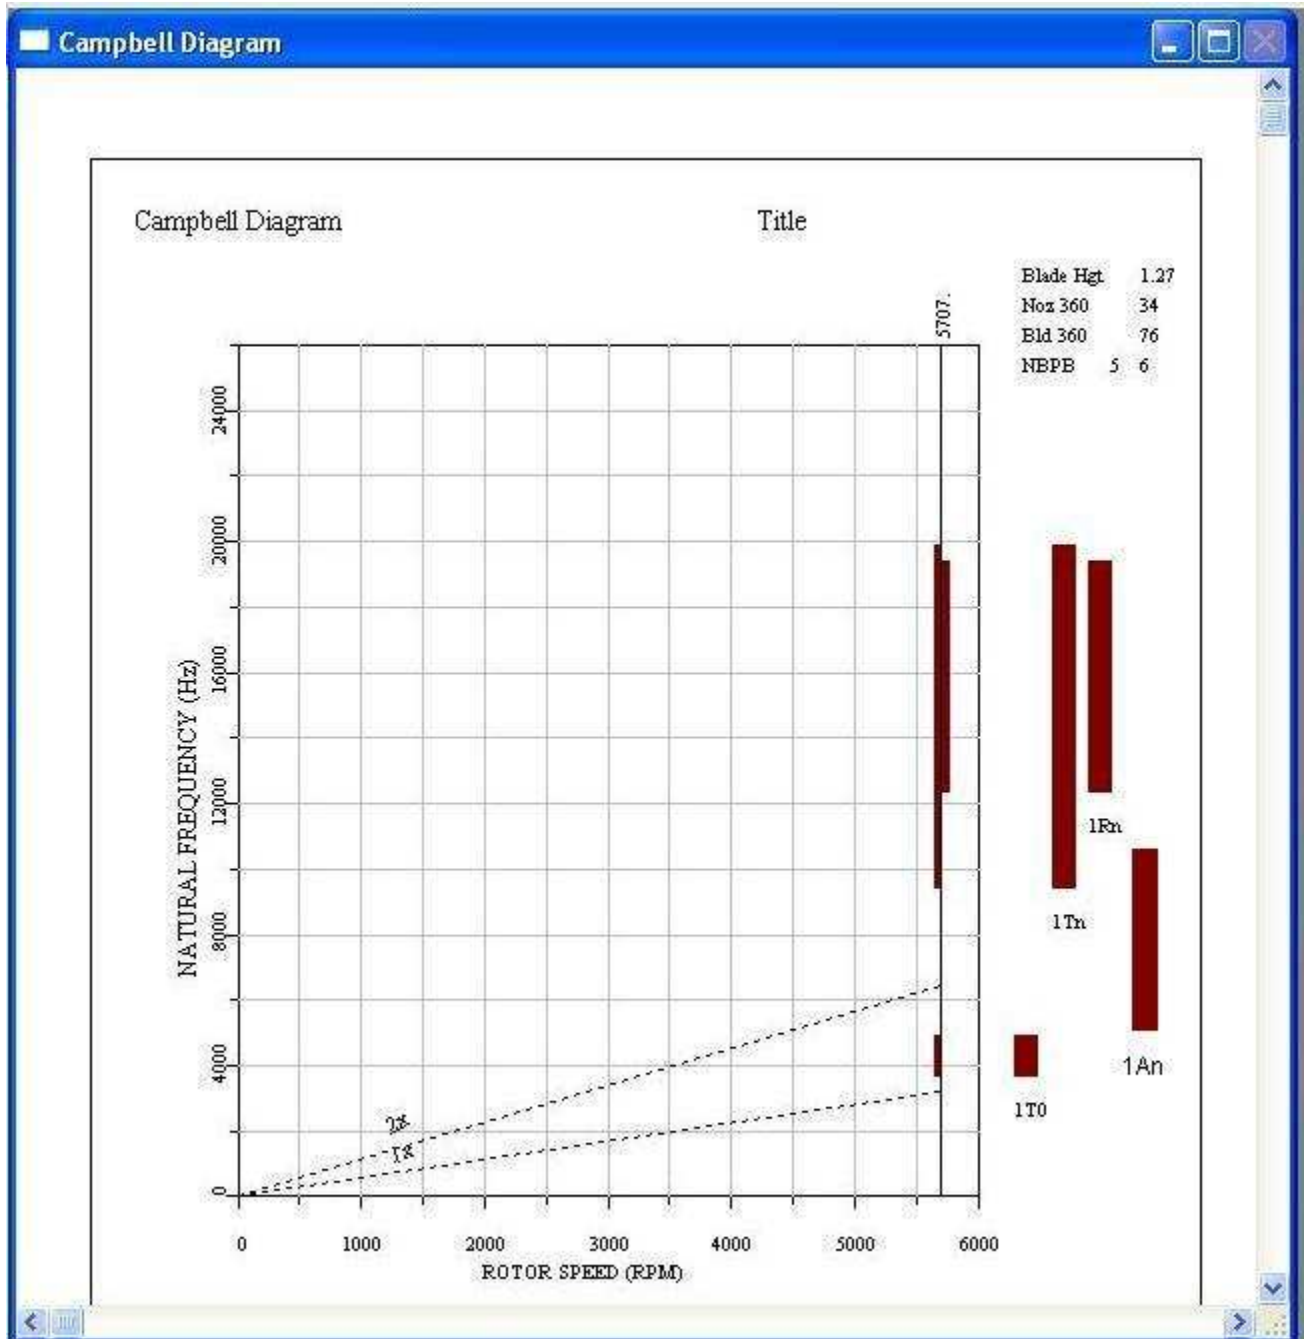 Campbell Diagram
Campbell Diagram Title
Blade Hgt 1.27
Noz 360 34
Bld 360 76
NBPB 5 6
5707.
24000
20000
16000
12000
8000
4000
0
NATURAL FREQUENCY (Hz)
2x
1x
1Rn
1Tn
1An
1T0
0 1000 2000 3000 4000 5000 6000
ROTOR SPEED (RPM)